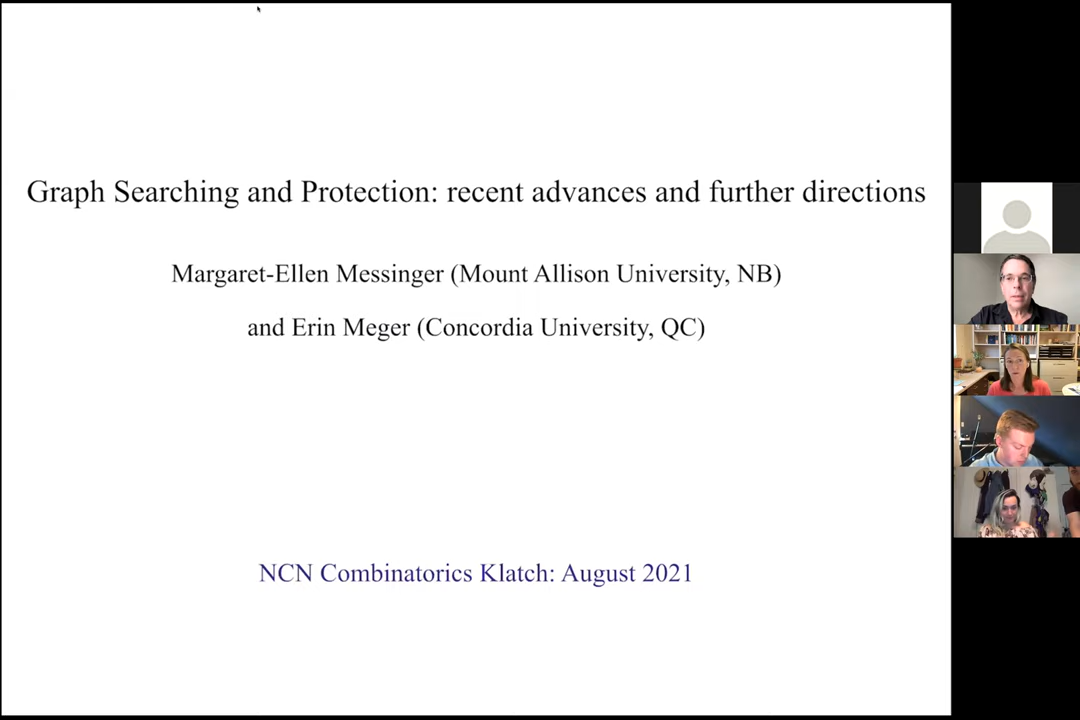 Graph Searching and Protection: recent advances and further directions
Margaret-Ellen Messinger (Mount Allison University, NB)
and Erin Meger (Concordia University, QC)
NCN Combinatorics Klatch: August 2021